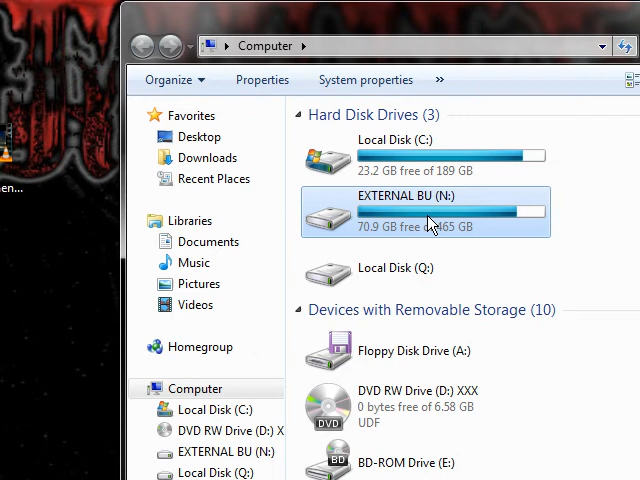 Computer
Organize
Properties
System properties
»
Favorites
Desktop
Downloads
Recent Places
Libraries
Documents
Music
Pictures
Videos
Homegroup
Computer
Local Disk (C:)
DVD RW Drive (D:) X
EXTERNAL BU (N:)
Local Disk (Q:)
Hard Disk Drives (3)
Local Disk (C:)
23.2 GB free of 189 GB
EXTERNAL BU (N:)
70.9 GB free of 465 GB
Local Disk (Q:)
Devices with Removable Storage (10)
Floppy Disk Drive (A:)
DVD RW Drive (D:) XXX
0 bytes free of 6.58 GB
UDF
DVD
BD-ROM Drive (E:)
BD